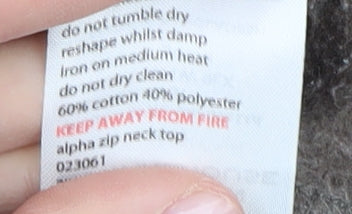 do not tumble dry
reshape whilst damp
Iron on medium heat
do not dry clean
60% cotton 40% polyester
KEEP AWAY FROM FIRE
alpha zip neck top
023061